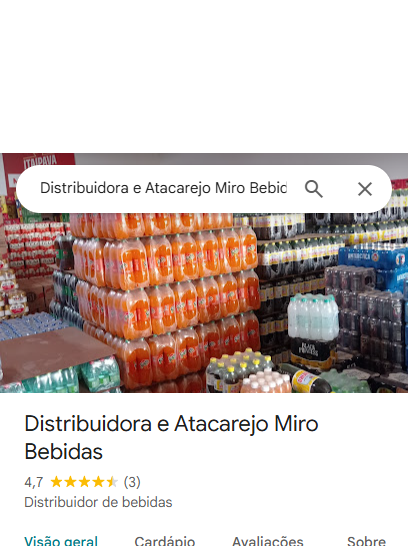 ITAIPAVA
Distribuidora e Atacarejo Miro Bebid
BLACK
PRINCESS
Distribuidora e Atacarejo Miro
Bebidas
4,7 (3)
Distribuidor de bebidas
Visão geral Cardápio Avaliações Sobre